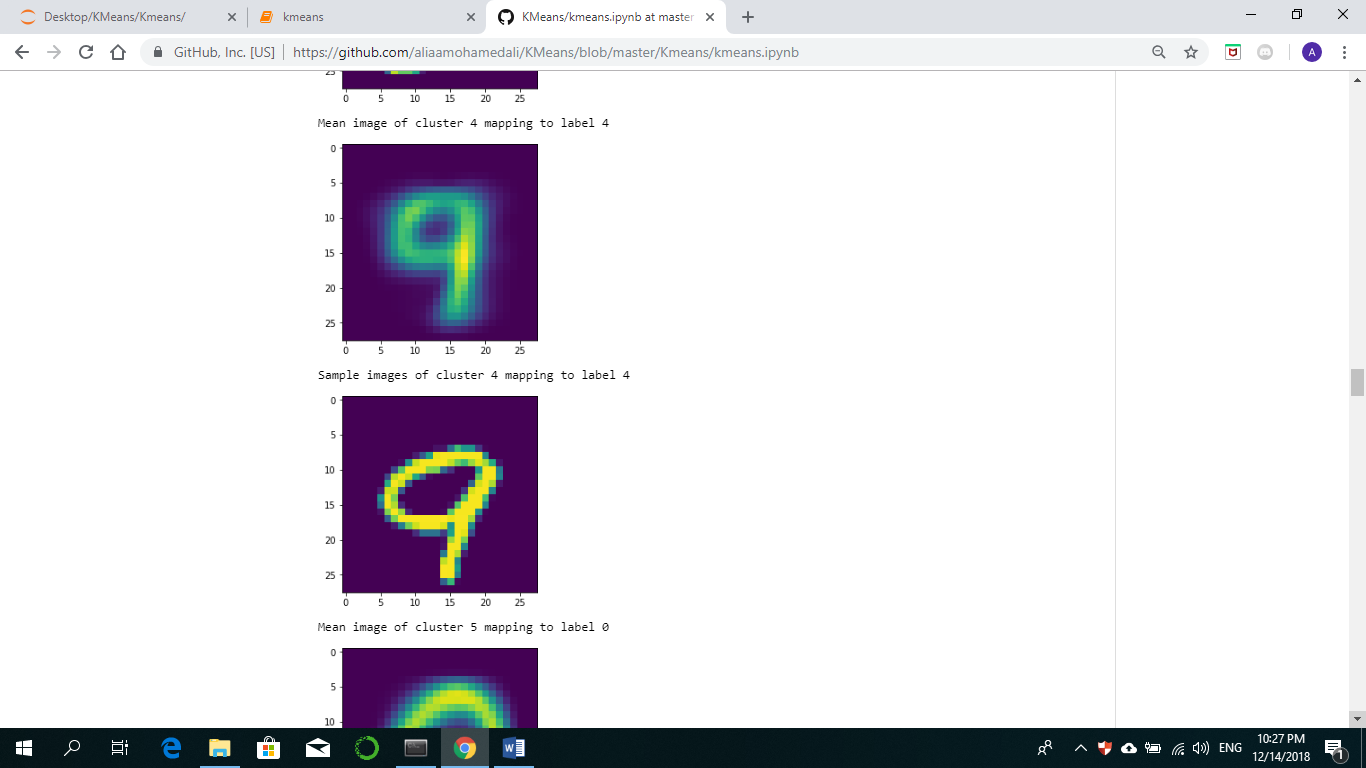 Desktop/KMeans/Kmeans/
kmeans
KMeans/kmeans.ipynb at master
GitHub, Inc. [US]
https://github.com/aliaamohamedali/KMeans/blob/master/Kmeans/kmeans.ipynb
A
25
0 5 10 15 20 25
Mean image of cluster 4 mapping to label 4
0
5
10
15
20
25
0 5 10 15 20 25
Sample images of cluster 4 mapping to label 4
0
5
10
15
20
25
0 5 10 15 20 25
Mean image of cluster 5 mapping to label 0
0
5
10
ENG
10:27 PM
12/14/2018
1